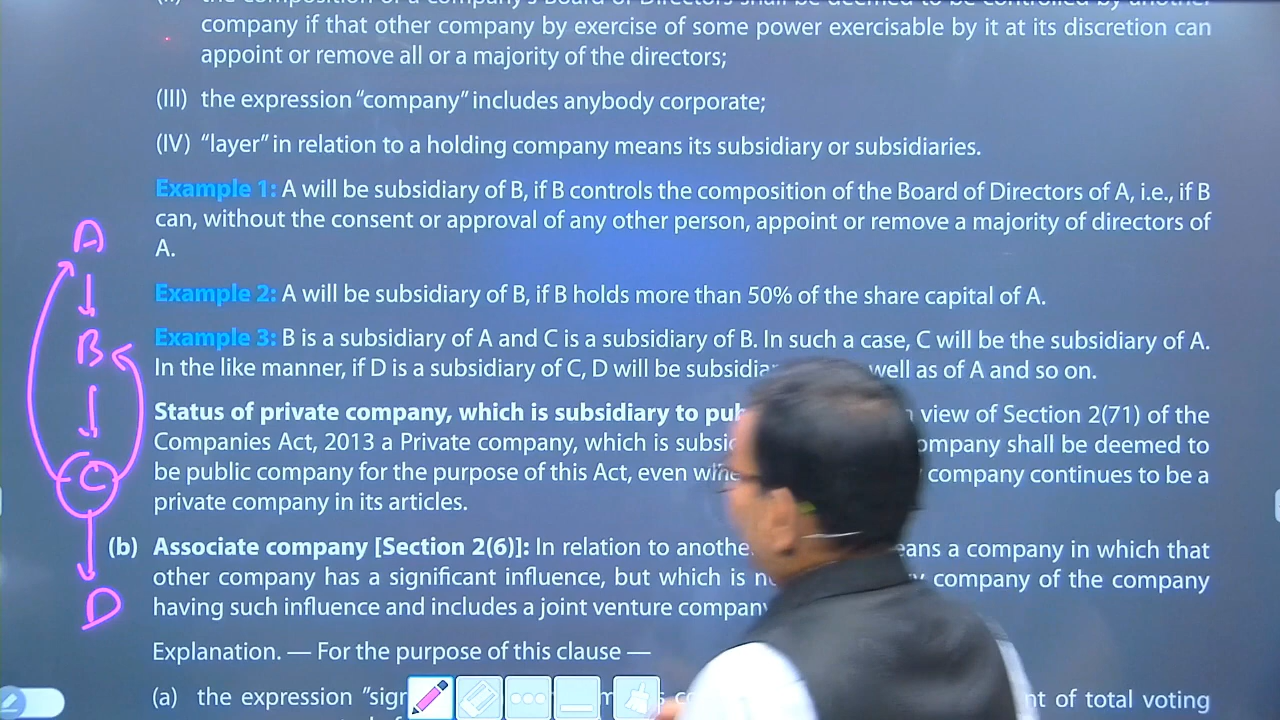 company if that other company by exercise of some power exercisable by it at its discretion can
appoint or remove all or a majority of the directors;
(III) the expression “company” includes anybody corporate;
(IV) “layer” in relation to a holding company means its subsidiary or subsidiaries.
Example 1: A will be subsidiary of B, if B controls the composition of the Board of Directors of A, i.e., if B
can, without the consent or approval of any other person, appoint or remove a majority of directors of
A.
Example 2: A will be subsidiary of B, if B holds more than 50% of the share capital of A.
Example 3: B is a subsidiary of A and C is a subsidiary of B. In such a case, C will be the subsidiary of A.
In the like manner, if D is a subsidiary of C, D will be well as of A and so on.
Status of private company, which is subsidiary to view of Section 2(71) of the
Companies Act, 2013 a Private company, which is shall be deemed to
be public company for the purpose of this Act, even company continues to be a
private company in its articles.
(b) Associate company [Section 2(6)]: In relation to a company in which that
other company has a significant influence, but which is company of the company
having such influence and includes a joint venture
Explanation. — For the purpose of this clause —
(a) the expression of total voting
A
B
C
D